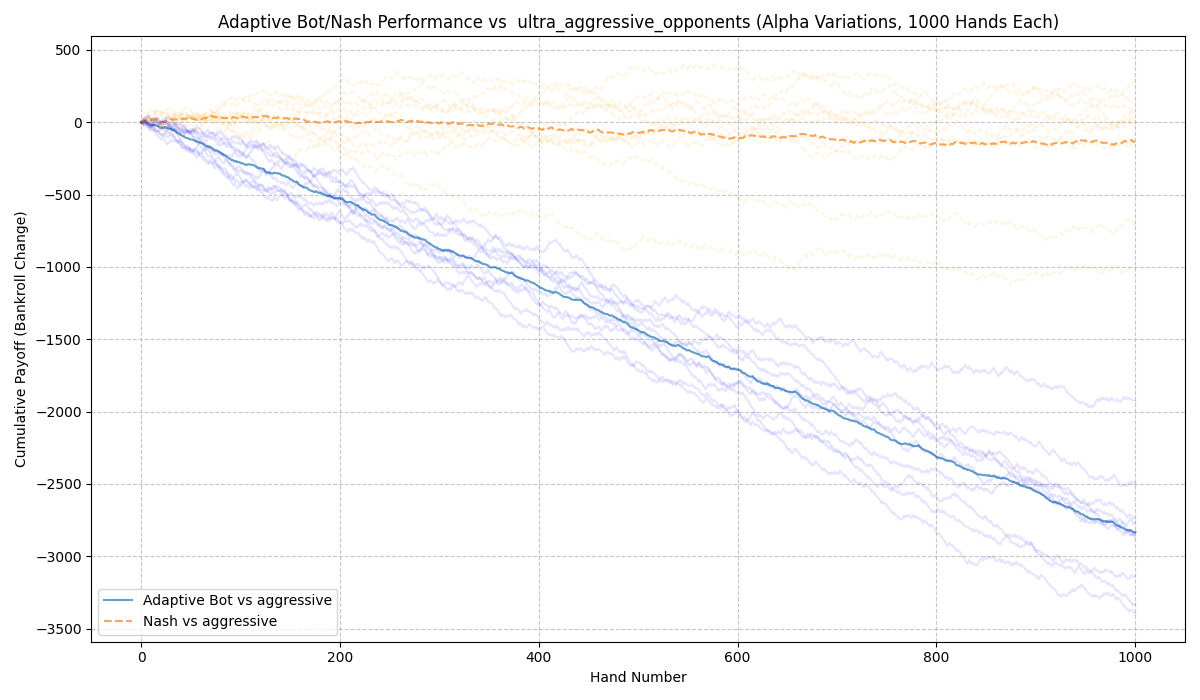 Adaptive Bot/Nash Performance vs  ultra_aggressive_opponents (Alpha Variations, 1000 Hands Each)
Cumulative Payoff (Bankroll Change)
500
0
−500
−1000
−1500
−2000
−2500
−3000
−3500
Adaptive Bot vs aggressive
Nash vs aggressive
0 200 400 600 800 1000
Hand Number